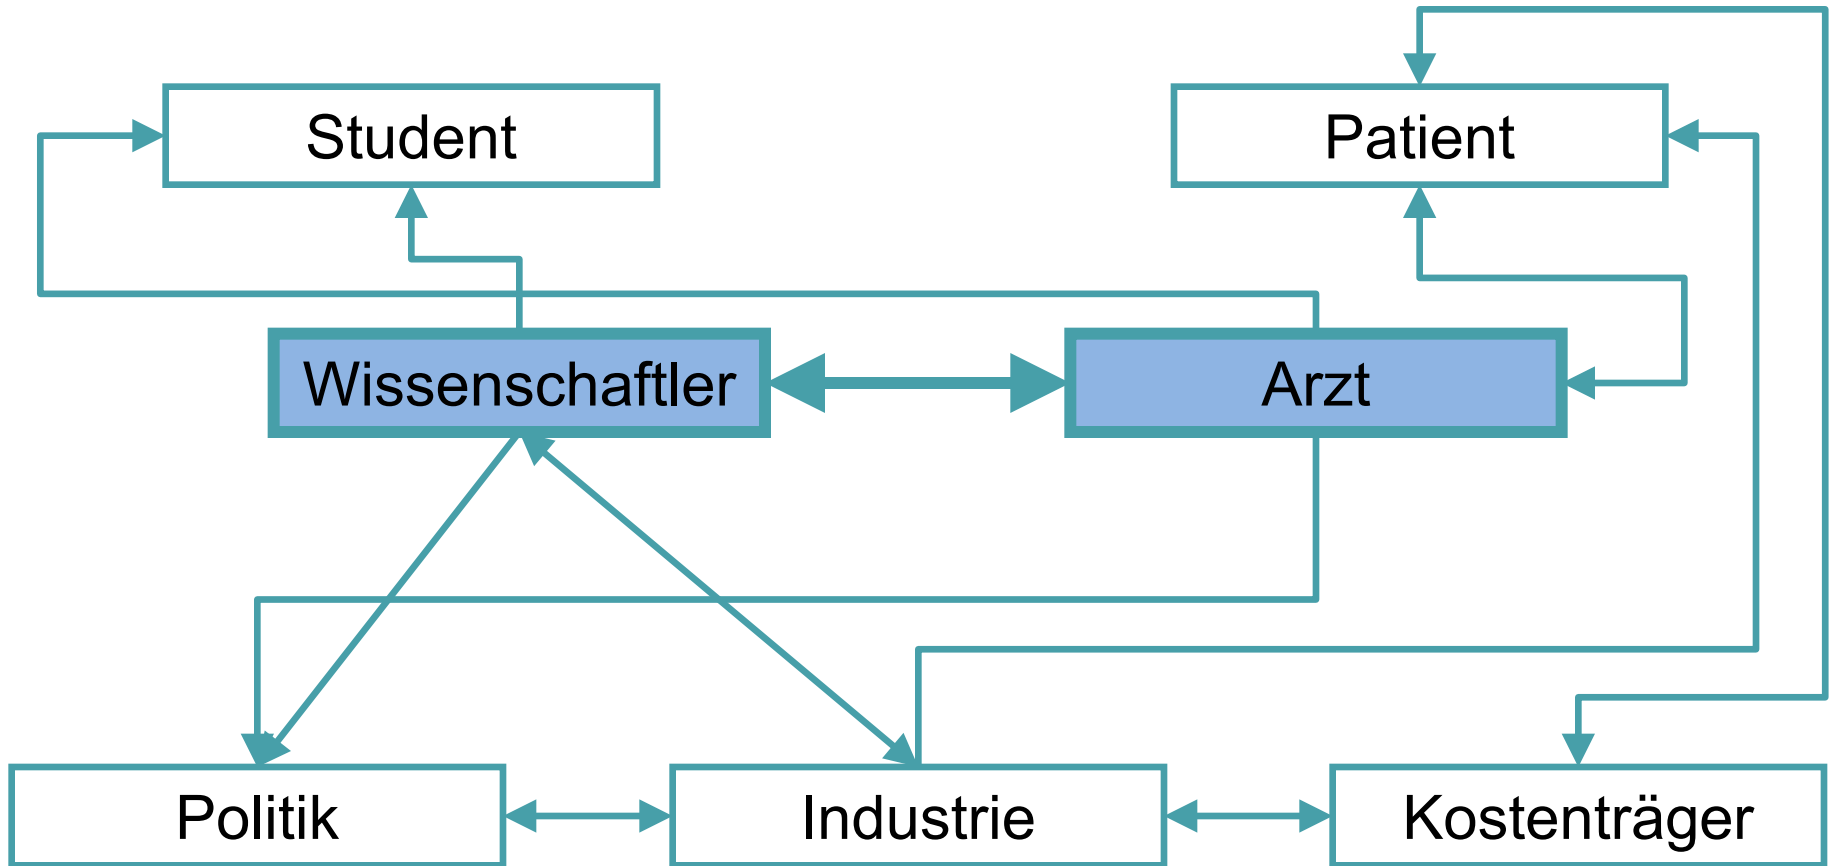 Student
Patient
Wissenschaftler
Arzt
Politik
Industrie
Kostenträger